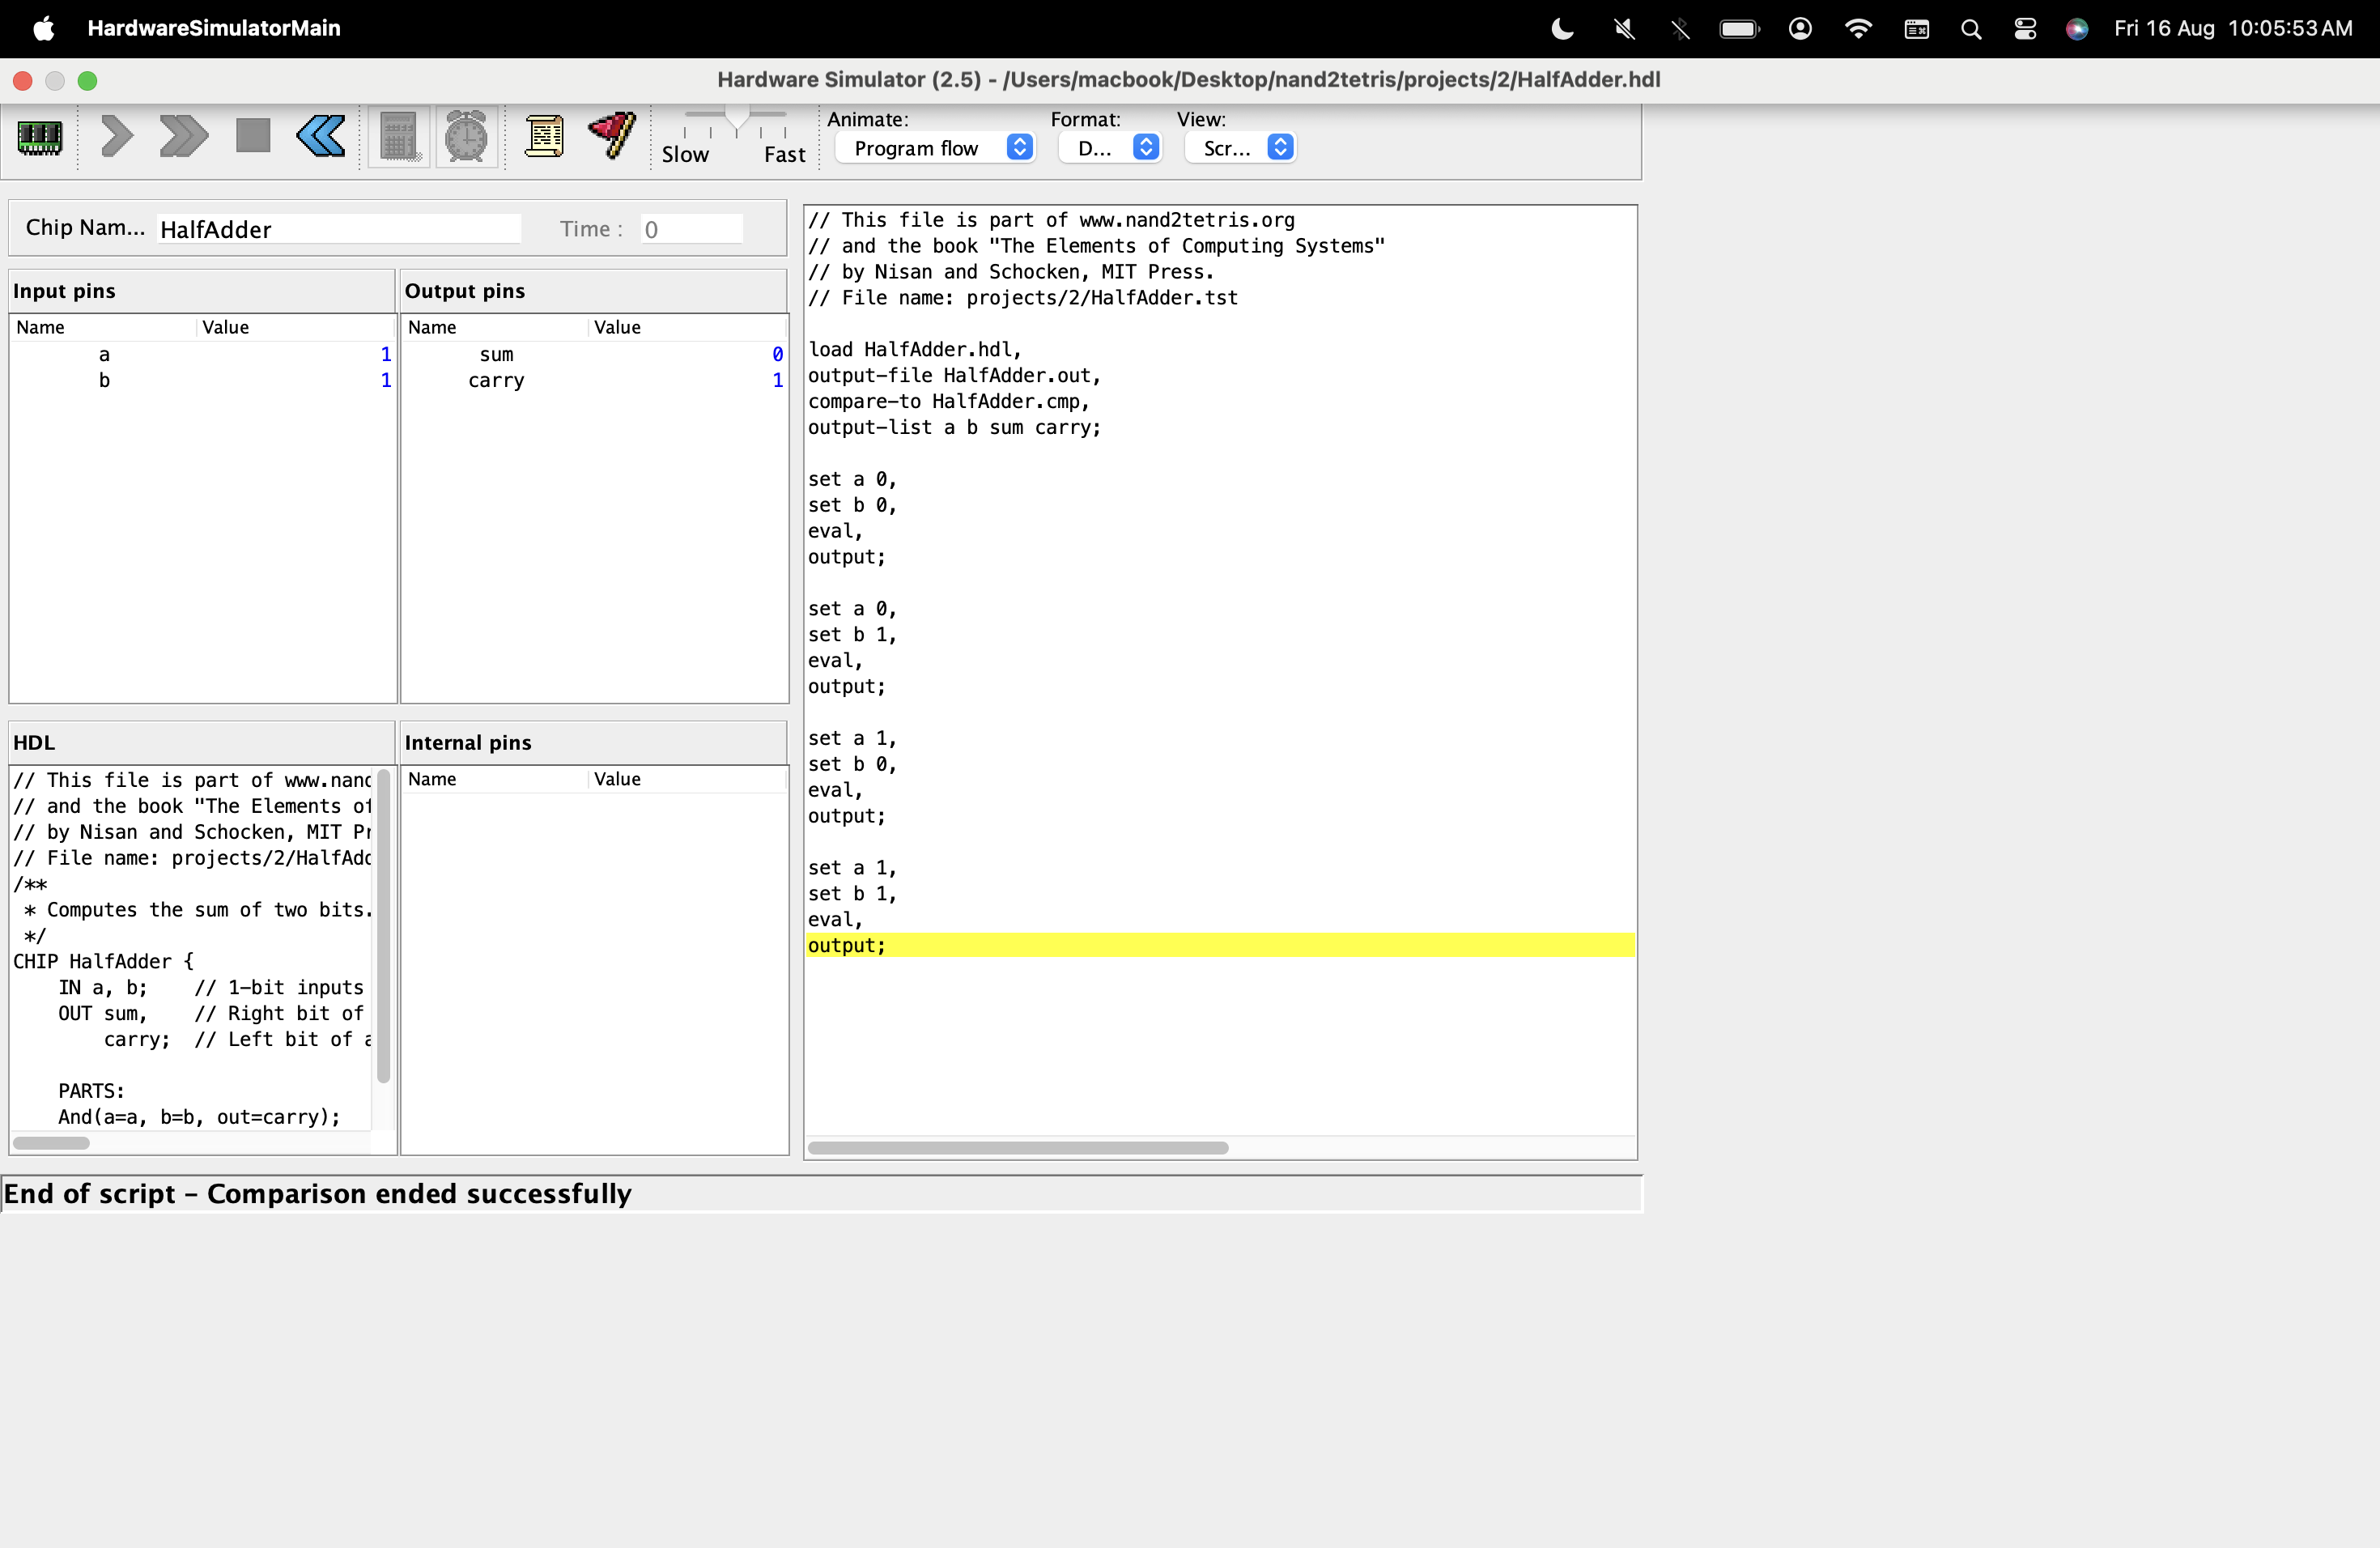 HardwareSimulatorMain
Fri 16 Aug 10:05:53 AM
Hardware Simulator (2.5) - /Users/macbook/Desktop/nand2tetris/projects/2/HalfAdder.hdl
Slow Fast
Animate:
Program flow
Format:
D...
View:
Scr...
Chip Nam... HalfAdder Time : 0
Input pins
Name Value
a 1
b 1
Output pins
Name Value
sum 0
carry 1
HDL
// This file is part of www.nand
// and the book "The Elements of
// by Nisan and Schocken, MIT Pr
// File name: projects/2/HalfAdd
/**
* Computes the sum of two bits.
*/
CHIP HalfAdder {
IN a, b; // 1-bit inputs
OUT sum, // Right bit of
carry; // Left bit of a
PARTS:
And(a=a, b=b, out=carry);
Internal pins
Name Value
// This file is part of www.nand2tetris.org
// and the book "The Elements of Computing Systems"
// by Nisan and Schocken, MIT Press.
// File name: projects/2/HalfAdder.tst
load HalfAdder.hdl,
output-file HalfAdder.out,
compare-to HalfAdder.cmp,
output-list a b sum carry;
set a 0,
set b 0,
eval,
output;
set a 0,
set b 1,
eval,
output;
set a 1,
set b 0,
eval,
output;
set a 1,
set b 1,
eval,
output;
End of script - Comparison ended successfully